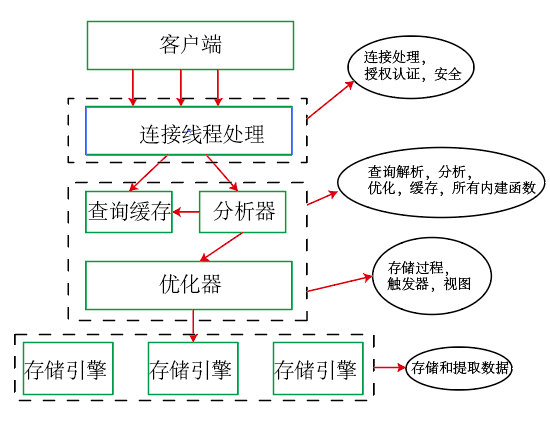 客户端
连接处理，
授权认证，安全
连接线程处理
查询解析，分析，
优化，缓存，所有内建函数
查询缓存
分析器
存储过程，
触发器，视图
优化器
存储引擎
存储引擎
存储引擎
存储和提取数据